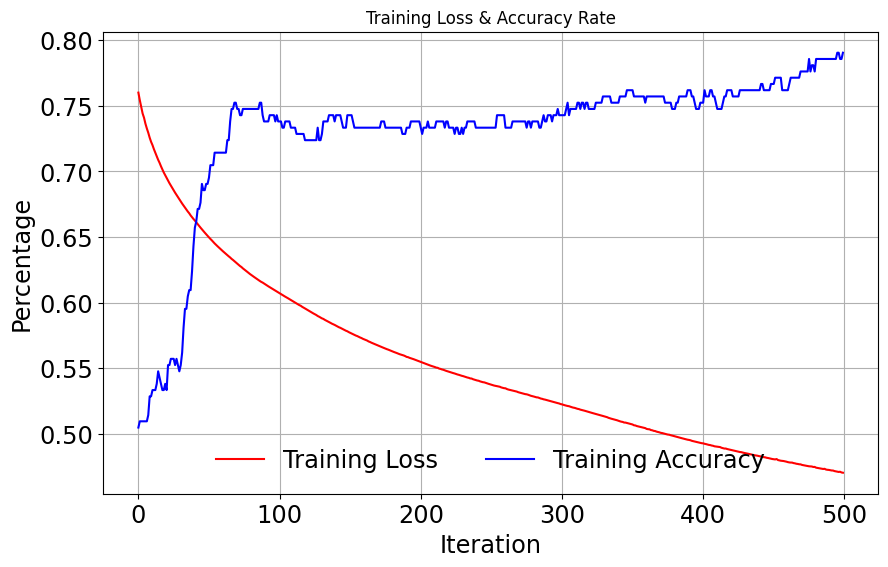 Training Loss & Accuracy Rate
Percentage
0.80
0.75
0.70
0.65
0.60
0.55
0.50
Training Loss
Training Accuracy
0
100
200
300
400
500
Iteration